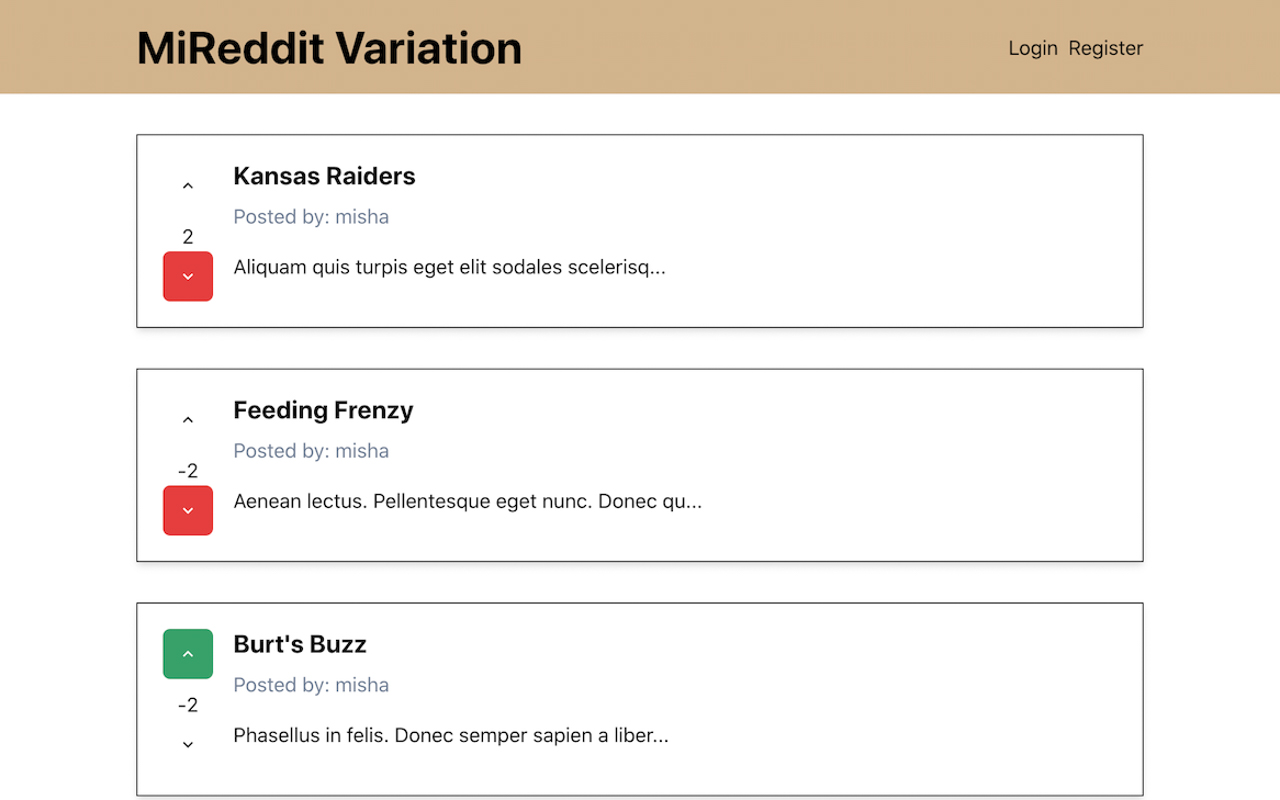 MiReddit Variation
Login Register
Kansas Raiders
Posted by: misha
2
Aliquam quis turpis eget elit sodales scelerisq...
Feeding Frenzy
Posted by: misha
-2
Aenean lectus. Pellentesque eget nunc. Donec qu...
Burt's Buzz
Posted by: misha
-2
Phasellus in felis. Donec semper sapien a liber...